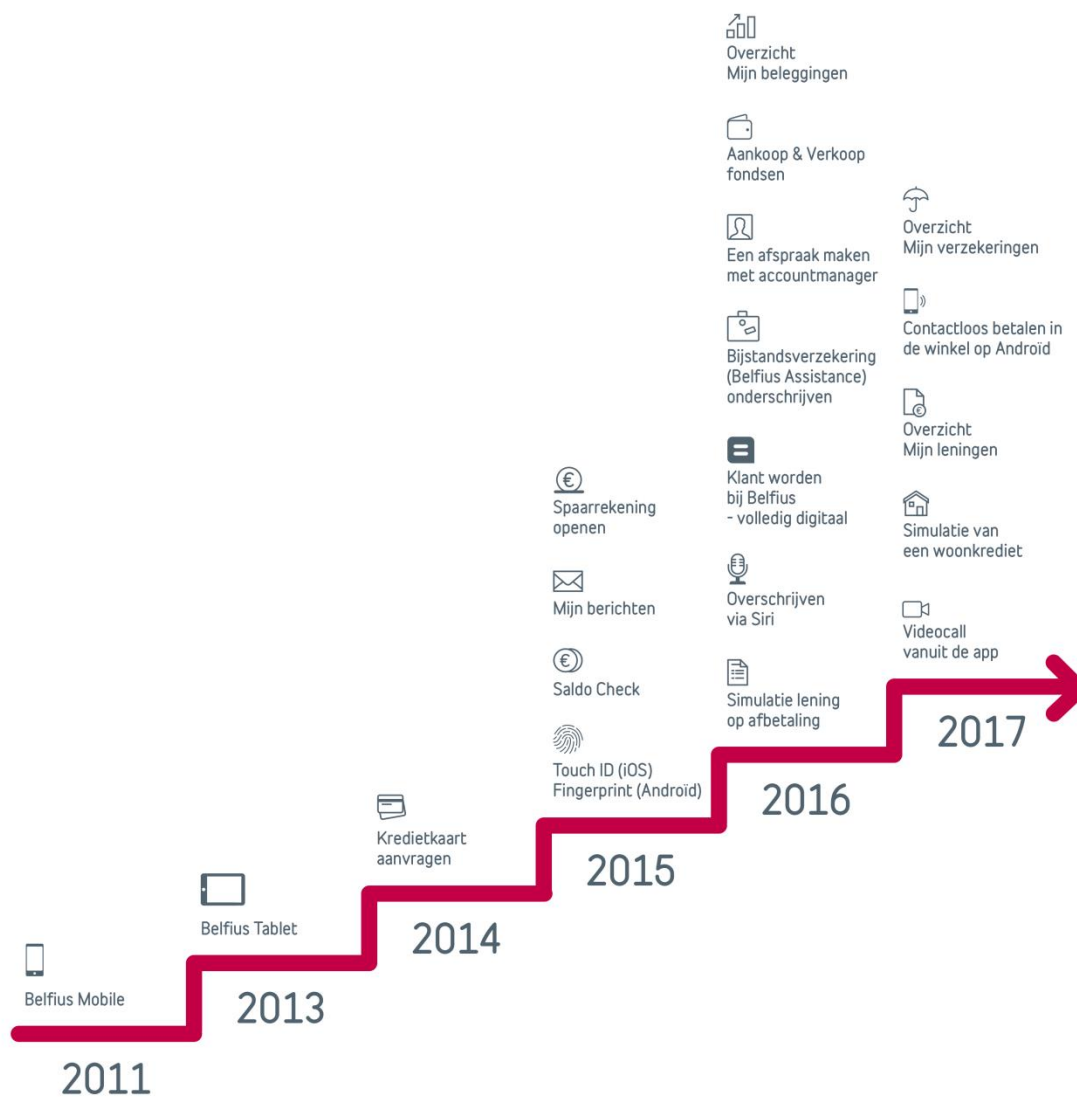 Belfius Mobile
2011
Belfius Tablet
2013
Kredietkaart
aanvragen
2014
Spaarrekening
openen
Mijn berichten
Saldo Check
Touch ID (iOS)
Fingerprint (Androïd)
2015
Overzicht
Mijn beleggingen
Aankoop & Verkoop
fondsen
Een afspraak maken
met accountmanager
Bijstandsverzekering
(Belfius Assistance)
onderschrijven
Klant worden
bij Belfius
- volledig digitaal
Overschrijven
via Siri
Simulatie lening
op afbetaling
2016
Overzicht
Mijn verzekeringen
Contactloos betalen in
de winkel op Androïd
Overzicht
Mijn leningen
Simulatie van
een woonkrediet
Videocall
vanuit de app
2017